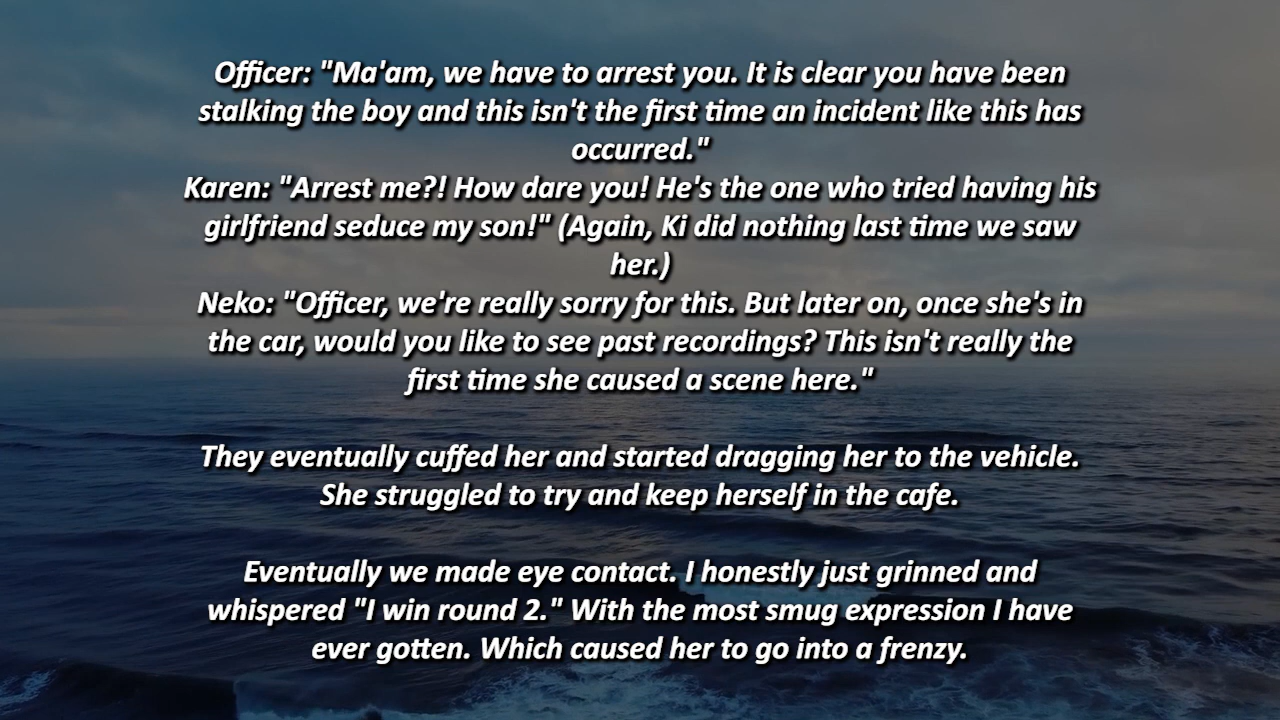 Officer: "Ma'am, we have to arrest you. It is clear you have been
stalking the boy and this isn't the first time an incident like this has
occurred."
Karen: "Arrest me?! How dare you! He's the one who tried having his
girlfriend seduce my son!" (Again, Ki did nothing last time we saw
her.)
Neko: "Officer, we're really sorry for this. But later on, once she's in
the car, would you like to see past recordings? This isn't really the
first time she caused a scene here."
They eventually cuffed her and started dragging her to the vehicle.
She struggled to try and keep herself in the cafe.
Eventually we made eye contact. I honestly just grinned and
whispered "I win round 2." With the most smug expression I have
ever gotten. Which caused her to go into a frenzy.